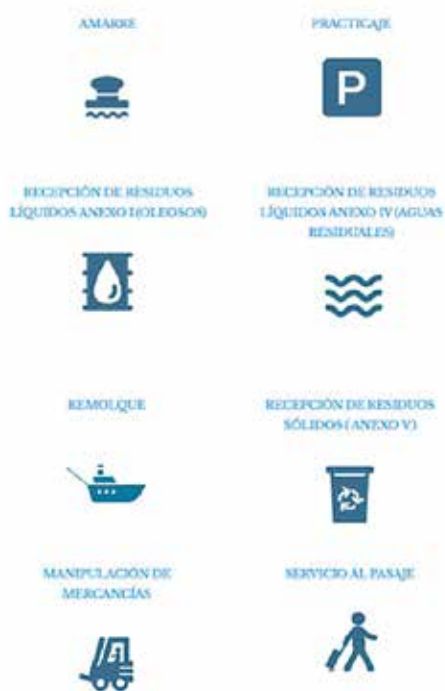 AMARRE
PRACTICAJE
P
RECEPCIÓN DE RESIDUOS
LÍQUIDOS ANEXO I (OLEOSOS)
RECEPCIÓN DE RESIDUOS
LÍQUIDOS ANEXO IV (AGUAS
RESIDUALES)
REMOLQUE
RECEPCIÓN DE RESIDUOS
SÓLIDOS ( ANEXO V )
MANIPULACIÓN DE
MERCANCÍAS
SERVICIO AL PASAJE